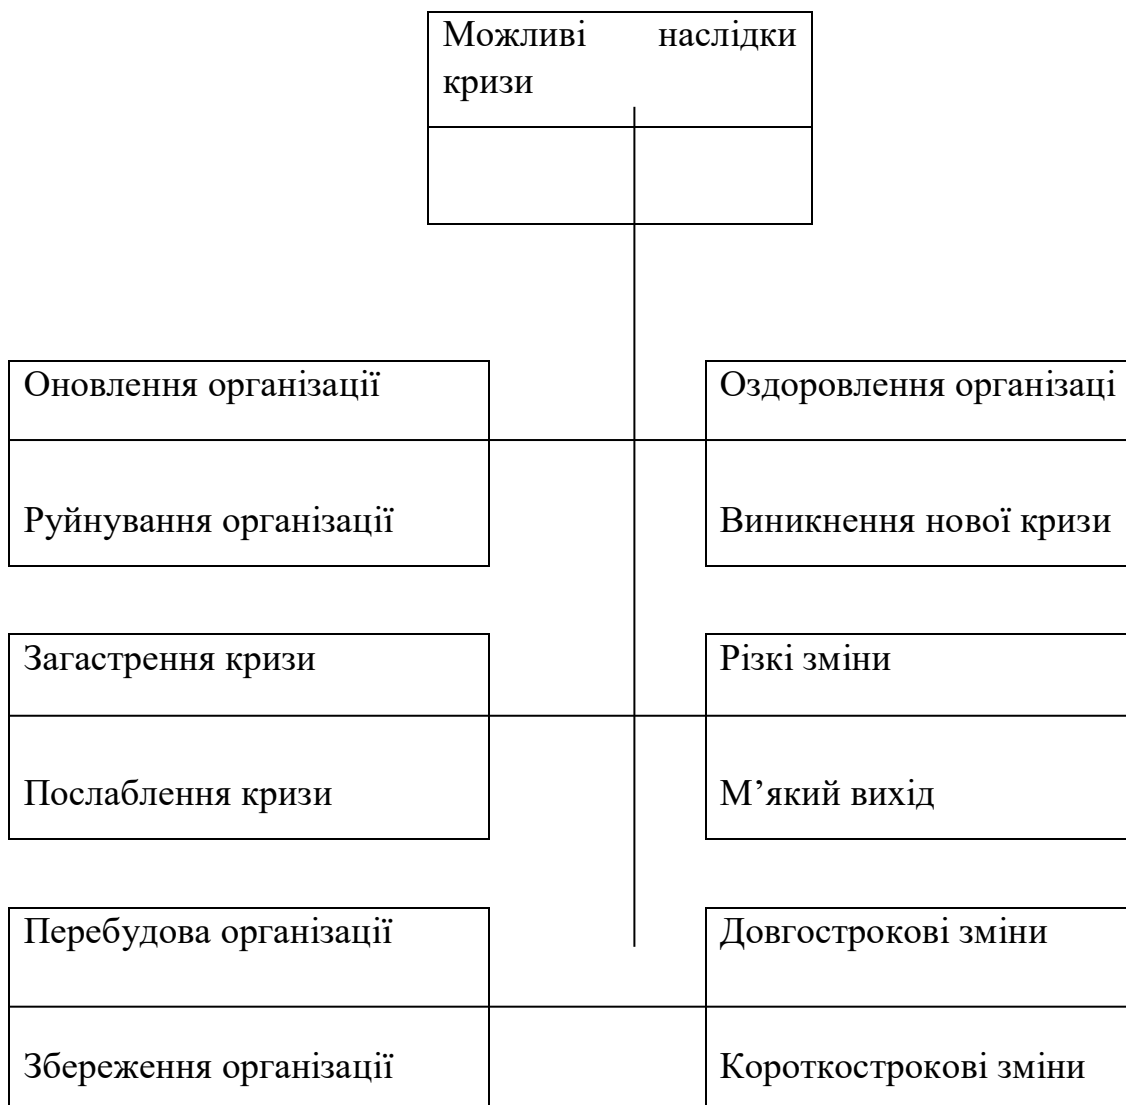 Можливі наслідки
кризи
Оновлення організації
Оздоровлення організаці
Руйнування організації
Виникнення нової кризи
Загастрення кризи
Різкі зміни
Послаблення кризи
М’який вихід
Перебудова організації
Довгострокові зміни
Збереження організації
Короткострокові зміни